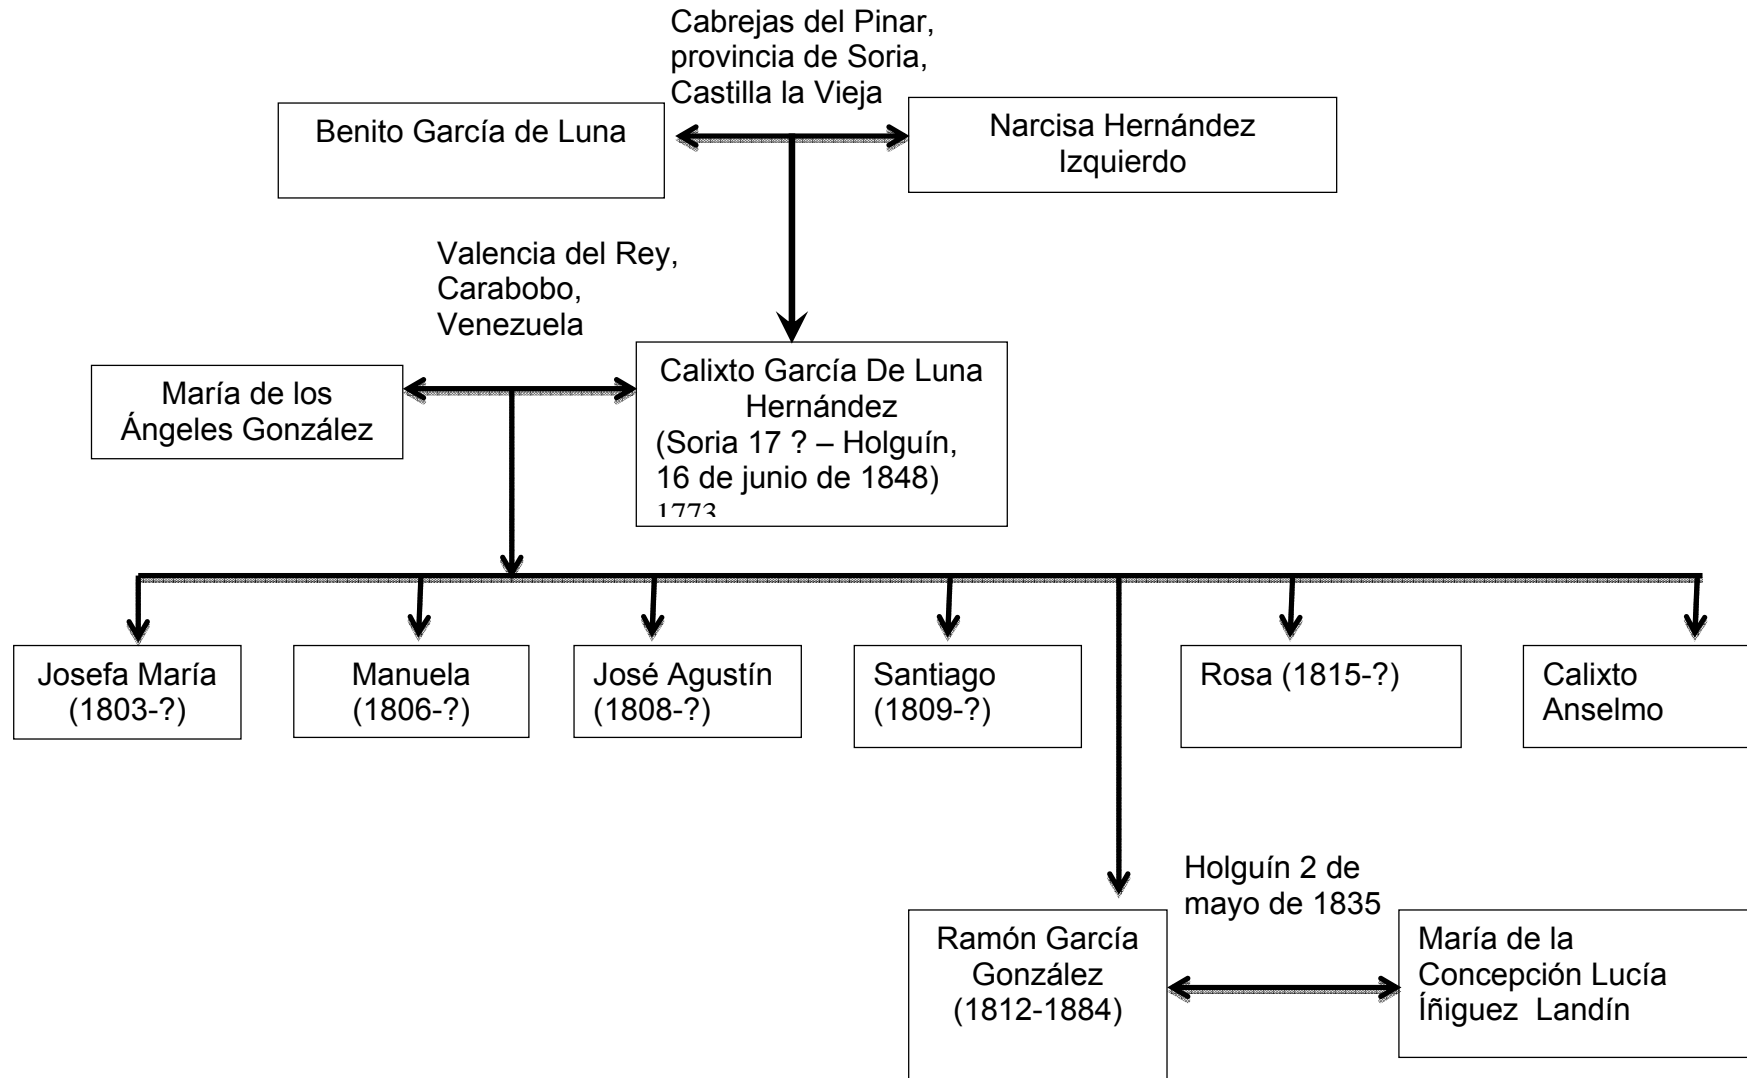 Cabrejas del Pinar,
provincia de Soria,
Castilla la Vieja
Benito García de Luna
Narcisa Hernández
Izquierdo
Valencia del Rey,
Carabobo,
Venezuela
María de los
Ángeles González
Calixto García De Luna
Hernández
(Soria 17 ? – Holguín,
16 de junio de 1848)
1773
Josefa María
(1803-?)
Manuela
(1806-?)
José Agustín
(1808-?)
Santiago
(1809-?)
Rosa (1815-?)
Calixto
Anselmo
Holguín 2 de
mayo de 1835
Ramón García
González
(1812-1884)
María de la
Concepción Lucía
Íñiguez  Landín